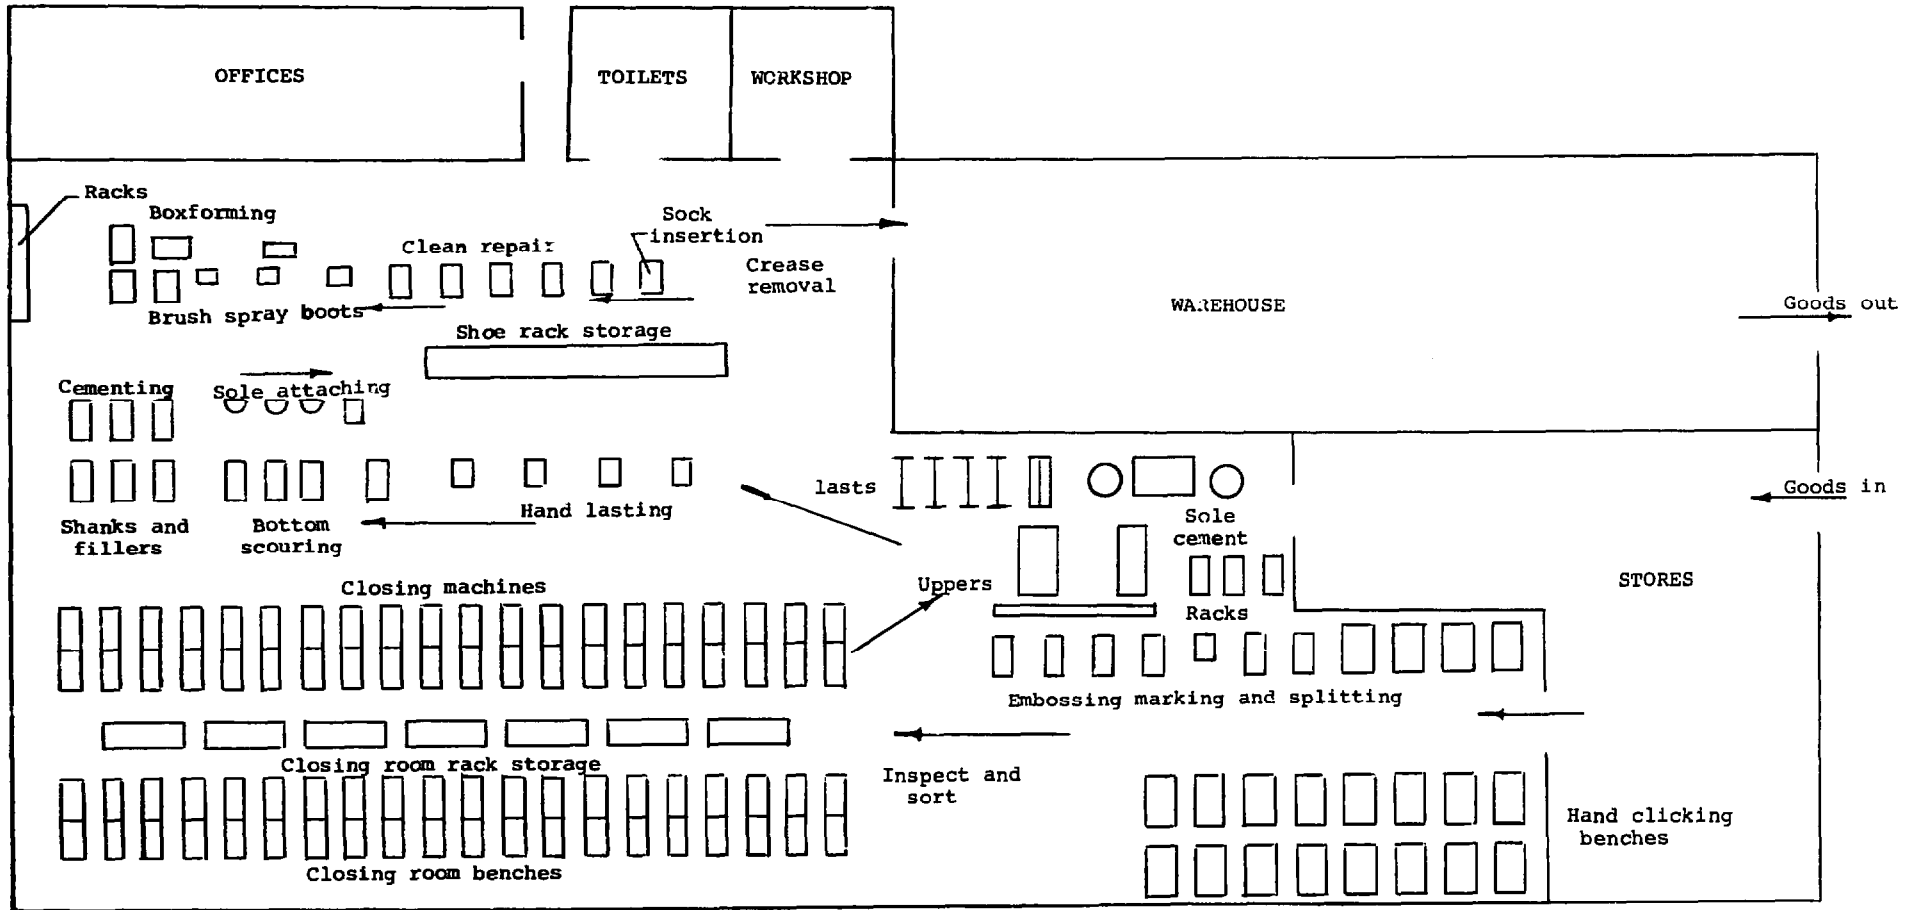 OFFICES
TOILETS
WORKSHOP
Racks
Boxforming
Clean repair
Sock
insertion
Crease
removal
Brush spray boots
Shoe rack storage
WAREHOUSE
Goods out
Cementing
Sole attaching
lasts
Goods in
Shanks and
fillers
Bottom
scouring
Hand lasting
Sole
cement
Closing machines
Uppers
Racks
STORES
Embossing marking and splitting
Closing room rack storage
Inspect and
sort
Hand clicking
benches
Closing room benches